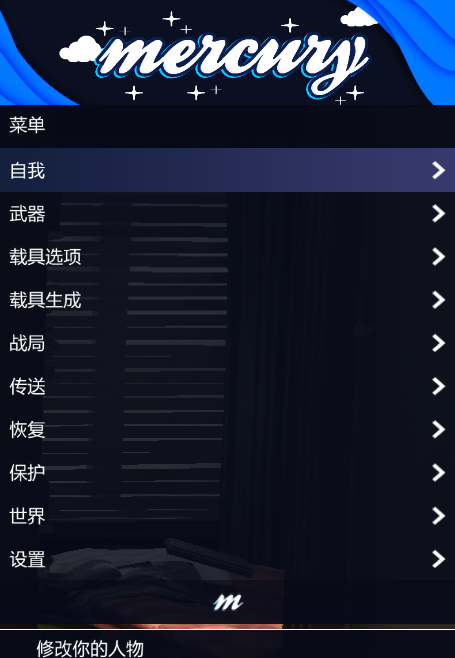 mercury
菜单
自我
武器
载具选项
载具生成
战局
传送
恢复
保护
世界
设置
m
修改你的人物